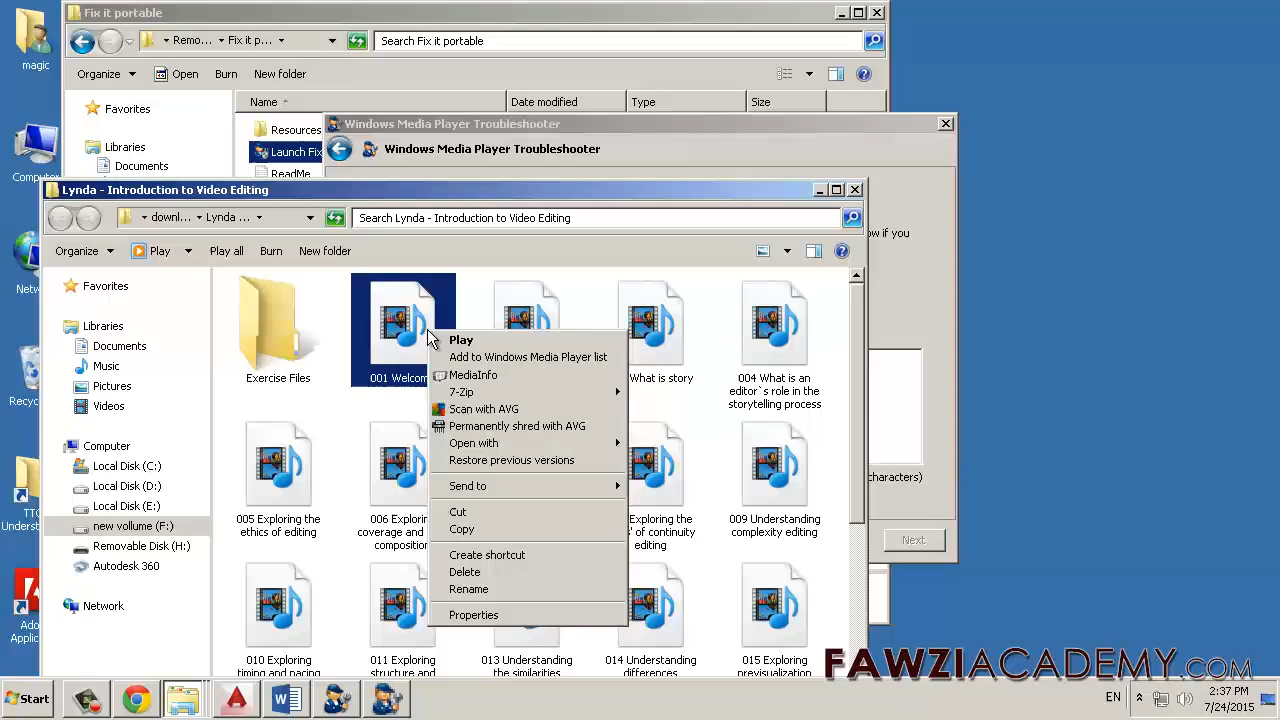 Fix it portable
magic
Remo... Fix it p...
Search Fix it portable
Organize Open Burn New folder
Favorites
Name Date modified Type Size
Libraries
Documents
Resources
Launch Fix
ReadMe
Computer
Windows Media Player Troubleshooter
Windows Media Player Troubleshooter
Lynda - Introduction to Video Editing
downl... Lynda ...
Search Lynda - Introduction to Video Editing
ow if you
Organize Play Play all Burn New folder
Favorites
Libraries
Documents
Music
Pictures
Videos
Computer
Local Disk (C:)
Local Disk (D:)
Local Disk (E:)
new vollume (F:)
Removable Disk (H:)
Autodesk 360
Network
Exercise Files
001 Welcom
What is story
004 What is an
editor`s role in the
storytelling process
Play
Add to Windows Media Player list
MediaInfo
7-Zip
Scan with AVG
Permanently shred with AVG
Open with
Restore previous versions
Send to
Cut
Copy
Create shortcut
Delete
Rename
Properties
characters)
Next
005 Exploring the
ethics of editing
006 Explorin
coverage and
compositio
ploring the
' of continuity
editing
009 Understanding
complexity editing
010 Exploring
timing and
011 Exploring
013 Understanding
the
014 Understanding
differences
015 Exploring
previsualization
Netw
Recyc
TTC
Underst
Ado
Applic
FAWZIACADEMY.COM
Start
EN
2:37 PM
7/24/2015